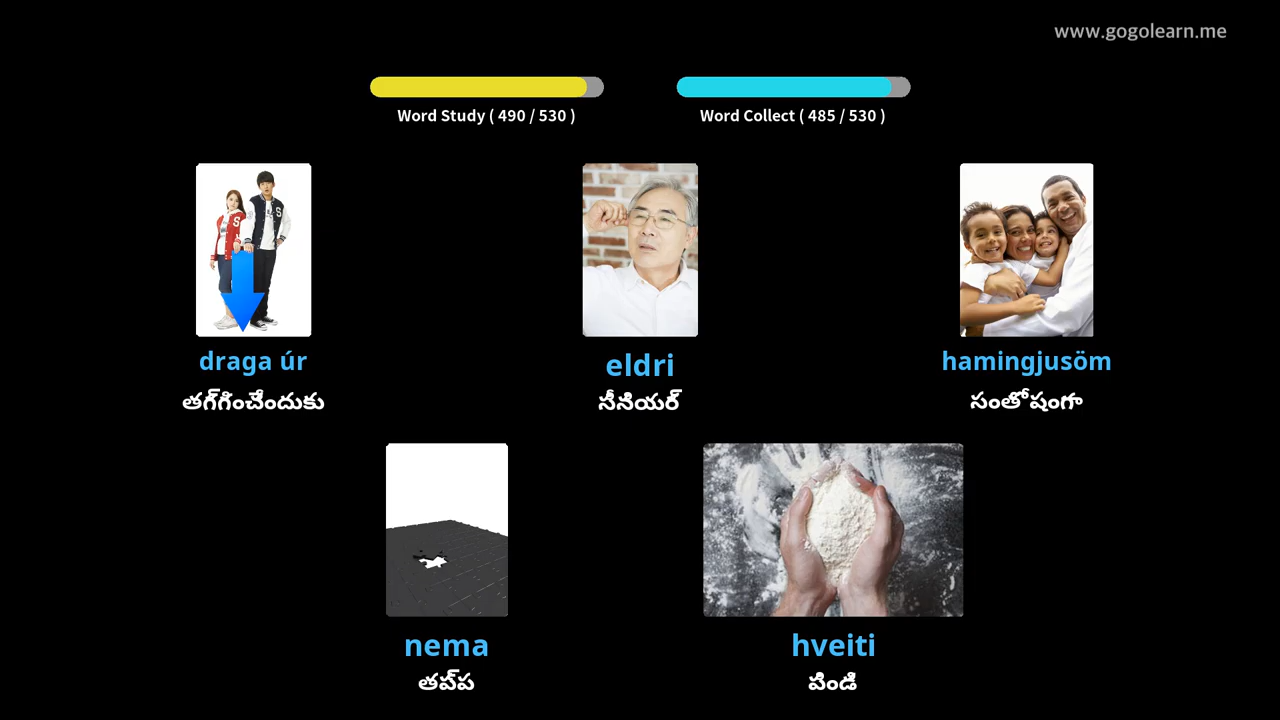 www.gogolearn.me
Word Study ( 490 / 530 )
Word Collect ( 485 / 530 )
draga úr
తగ్గించేందుకు
eldri
సీనియర్
hamingjusöm
సంతోషంగా
nema
తప్ప
hveiti
పిండి